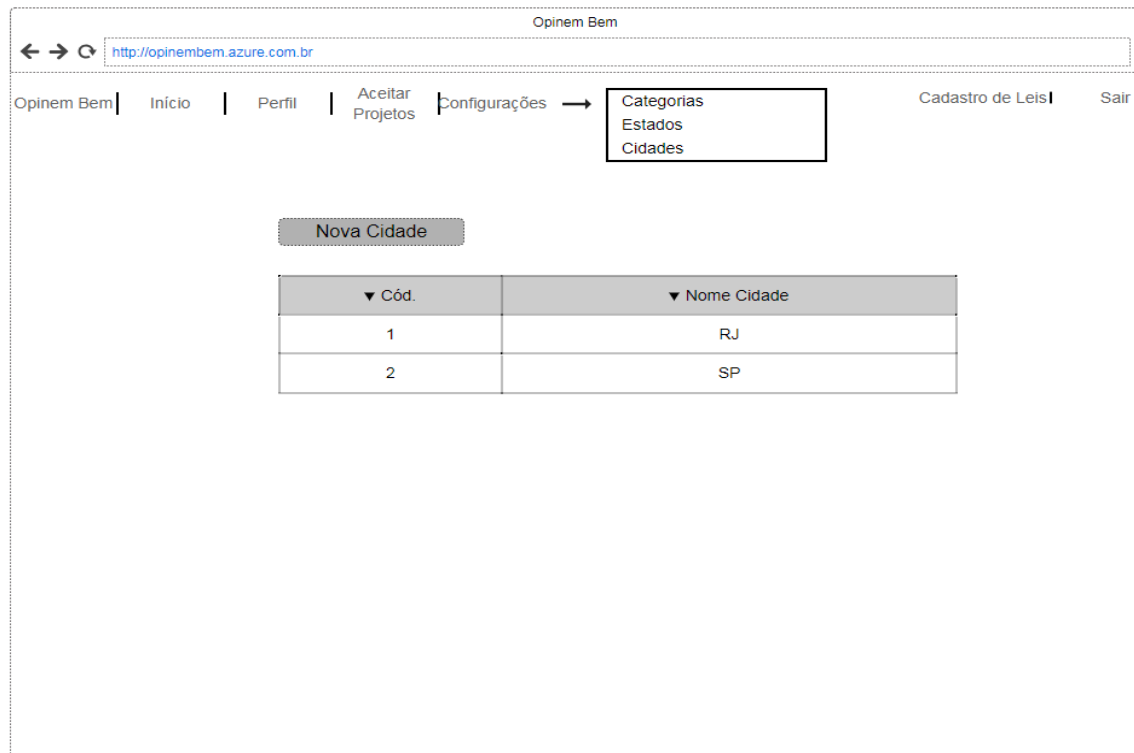 Opinem Bem
http://opinembem.azure.com.br
Opinem Bem Início Perfil Aceitar Projetos Configurações Categorias Cadastro de Leis Sair
Estados
Cidades
Nova Cidade
Cód. Nome Cidade
1 RJ
2 SP